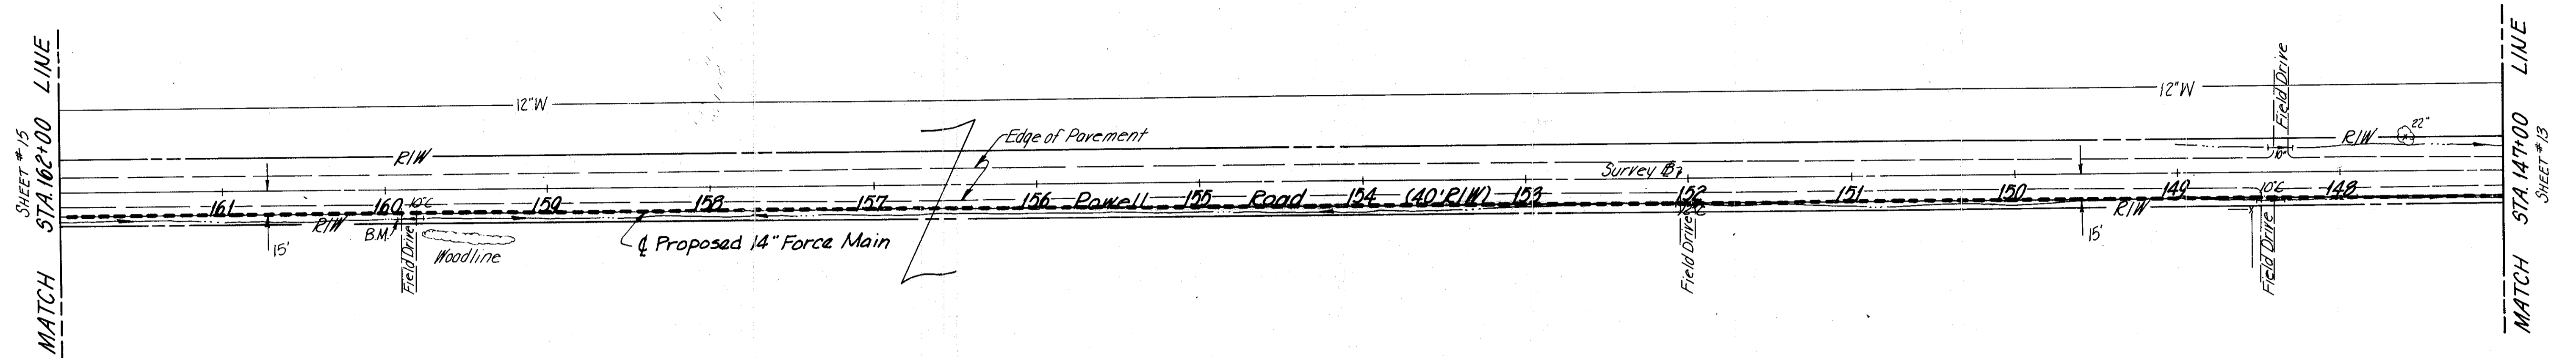 MATCH LINE
STA. 162+00
SHEET #15
12"W
12"W
Field Drive
22"
R/W
R/W
10'
Edge of Pavement
Survey ℄
161 160 159 158 157 156 Powell 155 Road 154 (40' R/W) 153 152 151 150 149 148
10'C
12'C
10'C
R/W
R/W
B.M.
15'
15'
Field Drive
Woodline
℄ Proposed 14" Force Main
Field Drive
Field Drive
MATCH LINE
STA. 147+00
SHEET #13